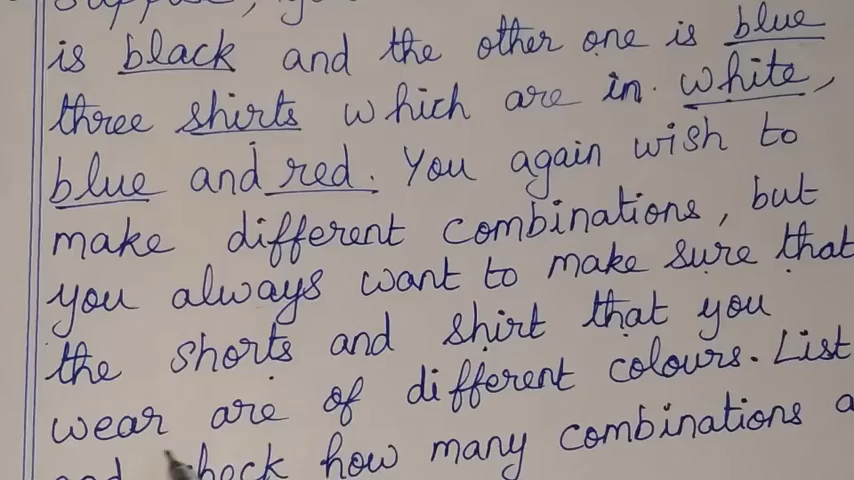 is black and the other one is blue
three shirts which are in white,
blue and red. You again wish to
make different combinations, but
you always want to make sure that
the shorts and shirt that you
wear are of different colours. List
how many combinations